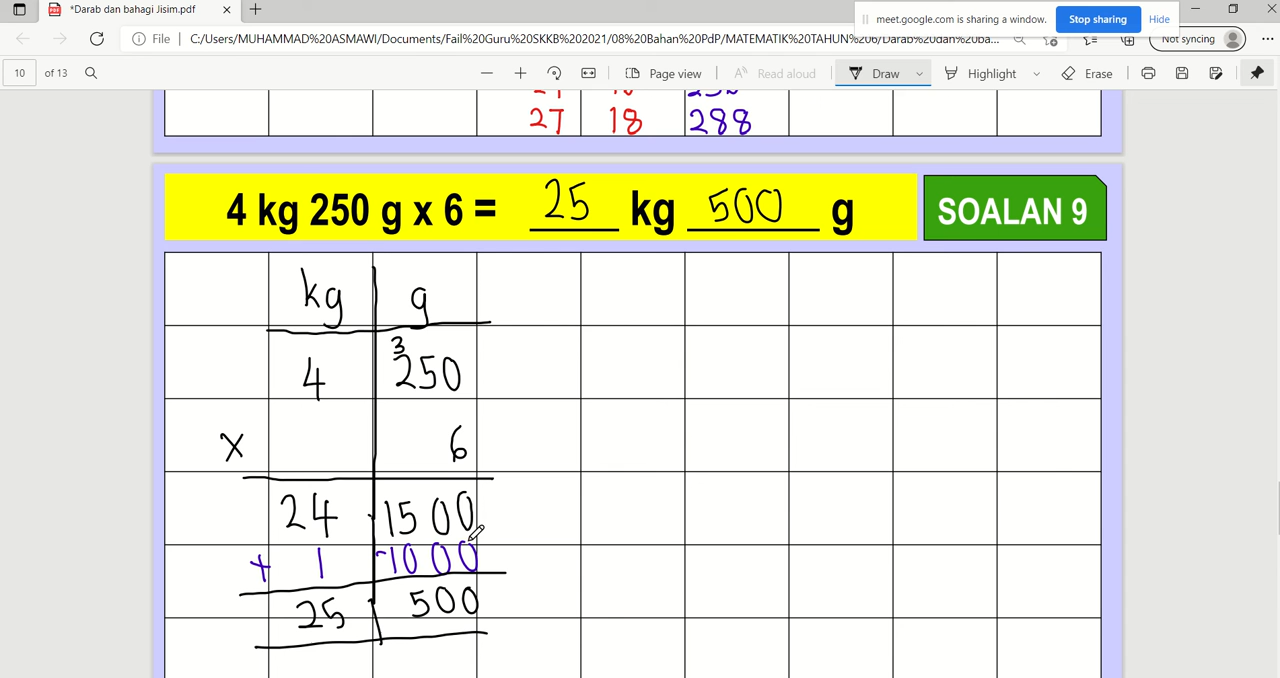 *Darab dan bahagi Jisim.pdf
meet.google.com is sharing a window. Stop sharing Hide
File C:/Users/MUHAMMAD%20ASMAWI/Documents/Fail%20Guru%20SKKB%202021/08%20Bahan%20PdP/MATEMATIK%20TAHUN%206/Darab%20dan%20ba... Not syncing
10 of 13 Page view Read aloud Draw Highlight Erase
27 18 288
4 kg 250 g x 6 = 25 kg 500 g SOALAN 9
kg g
3
4 250
x 6
24 1500
+ 1 -1000
25 500